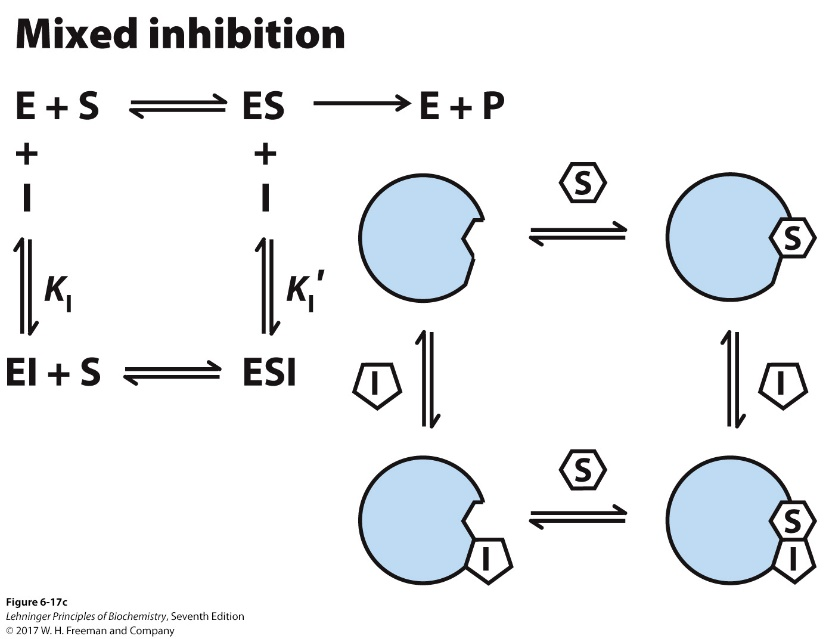 Mixed inhibition
E + S ⇌ ES → E + P
+ +
I I
K_I K_I′
EI + S ⇌ ESI
S
S
I
I
S
I
S
I
Figure 6-17c
Lehninger Principles of Biochemistry, Seventh Edition
© 2017 W. H. Freeman and Company